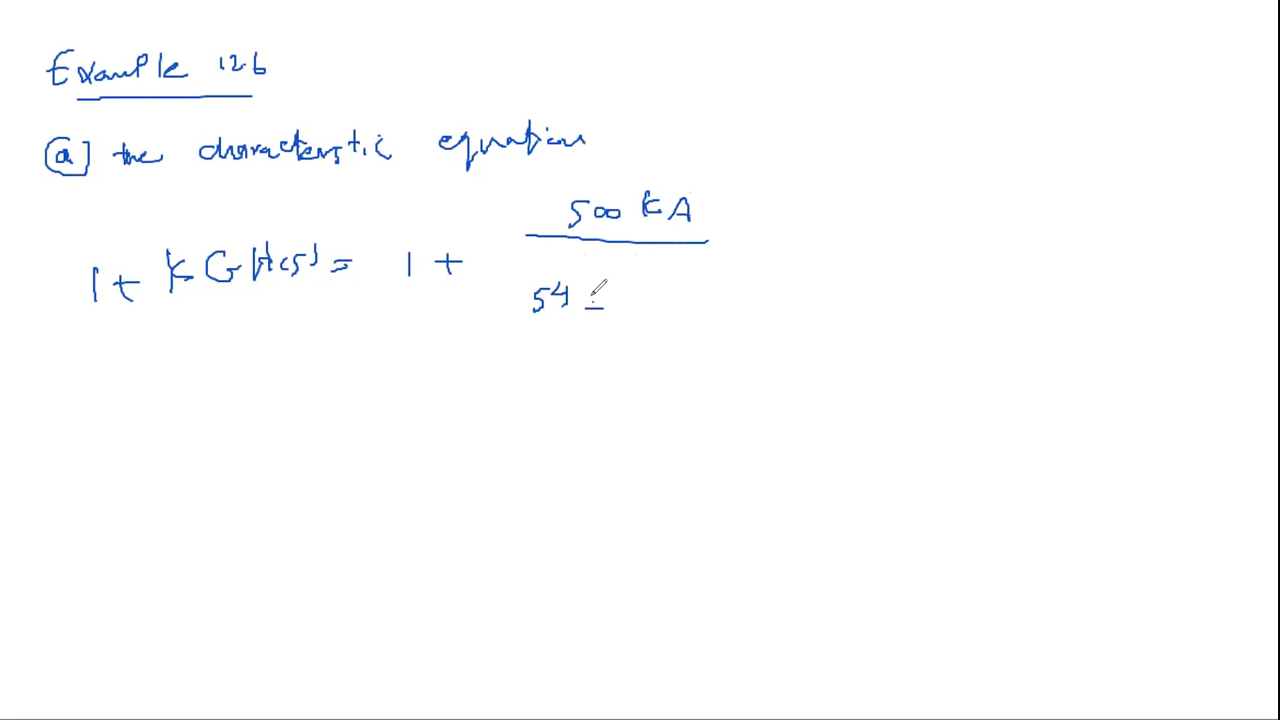 Example 12.6
(a] the characteristic equation
500 KA
1+ KGH(s) = 1 +
s4